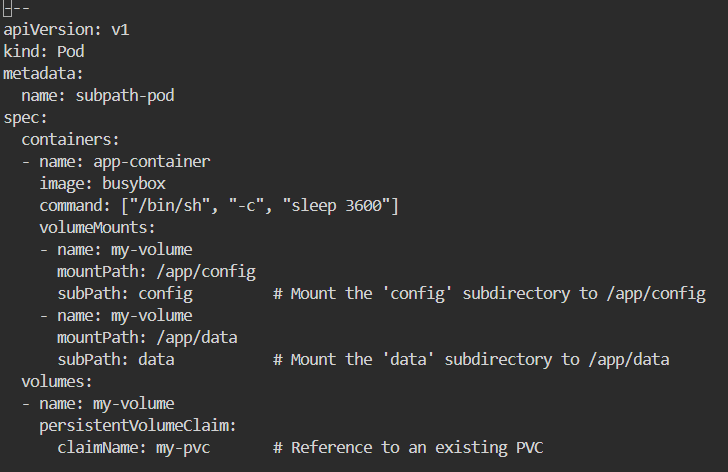 ---
apiVersion: v1
kind: Pod
metadata:
  name: subpath-pod
spec:
  containers:
  - name: app-container
    image: busybox
    command: ["/bin/sh", "-c", "sleep 3600"]
    volumeMounts:
    - name: my-volume
      mountPath: /app/config
      subPath: config         # Mount the 'config' subdirectory to /app/config
    - name: my-volume
      mountPath: /app/data
      subPath: data           # Mount the 'data' subdirectory to /app/data
  volumes:
  - name: my-volume
    persistentVolumeClaim:
      claimName: my-pvc       # Reference to an existing PVC